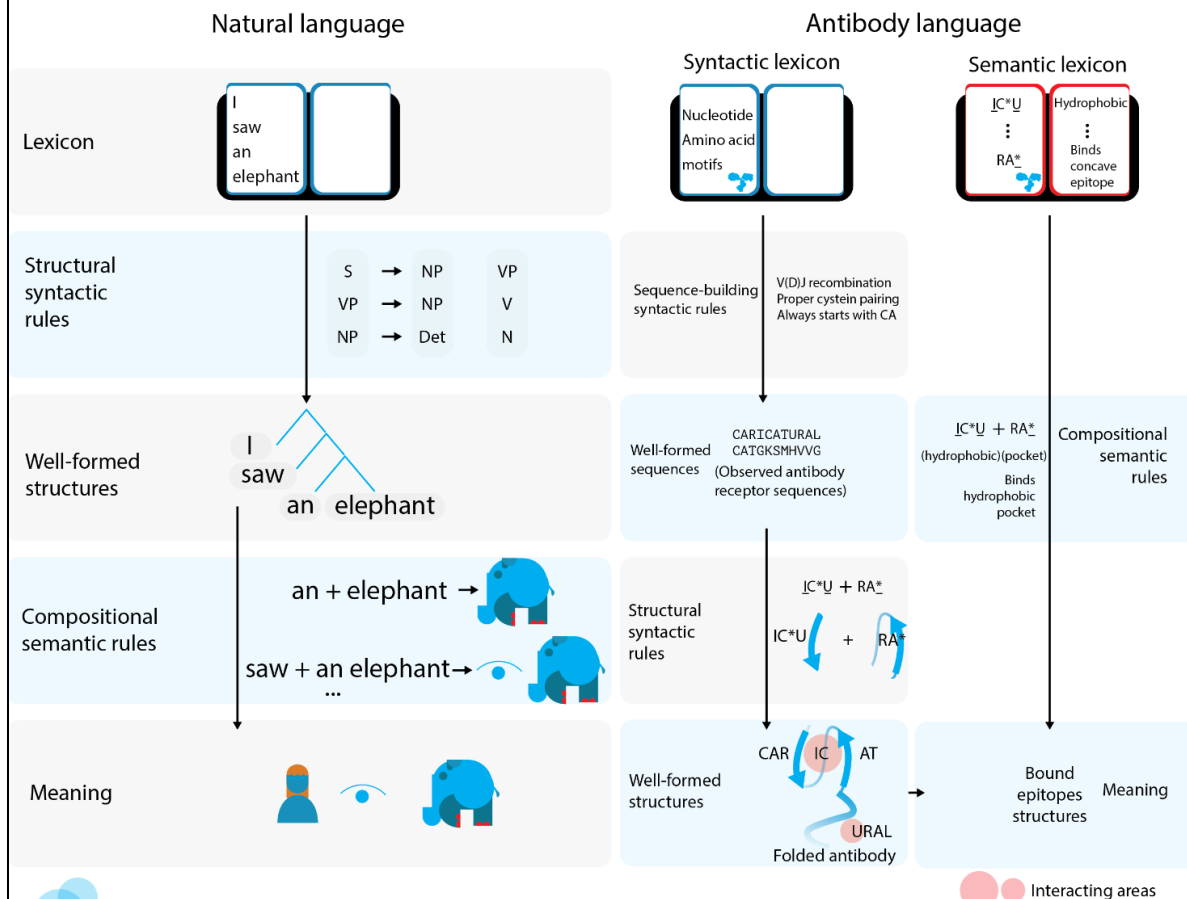 Natural language
Antibody language
Syntactic lexicon
Semantic lexicon
Lexicon
I
saw
an
elephant
Nucleotide
Amino acid
motifs
IC*U
⋮
RA*
Hydrophobic
⋮
Binds
concave
epitope
Structural
syntactic
rules
S → NP VP
VP → NP V
NP → Det N
Sequence-building
syntactic rules
V(D)J recombination
Proper cystein pairing
Always starts with CA
Well-formed
structures
I
saw
an elephant
Well-formed
sequences
CARICATURAL
CATGKSMHVVG
(Observed antibody
receptor sequences)
IC*U + RA*
(hydrophobic)(pocket)
Binds
hydrophobic
pocket
Compositional
semantic
rules
Compositional
semantic rules
an + elephant →
saw + an elephant →
...
Structural
syntactic
rules
IC*U + RA*
IC*U + RA*
Meaning
Well-formed
structures
CAR IC AT
URAL
Folded antibody
Bound
epitopes
structures
Meaning
Interacting areas